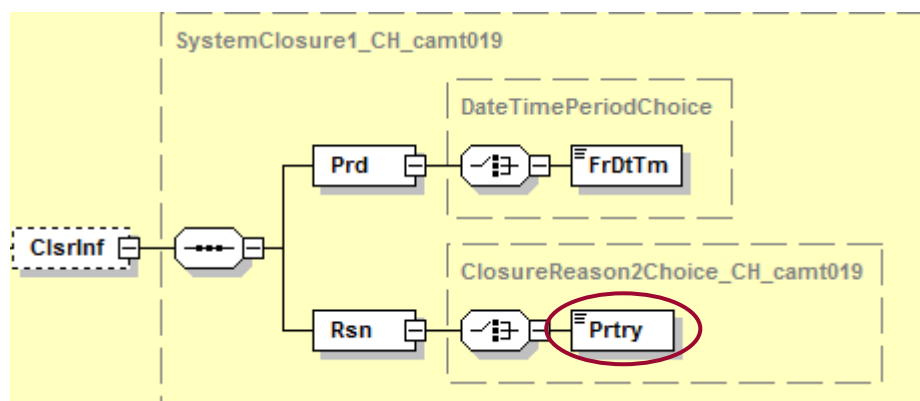 SystemClosure1_CH_camt019
DateTimePeriodChoice
Prd
FrDtTm
ClsrInf
ClosureReason2Choice_CH_camt019
Rsn
Prtry